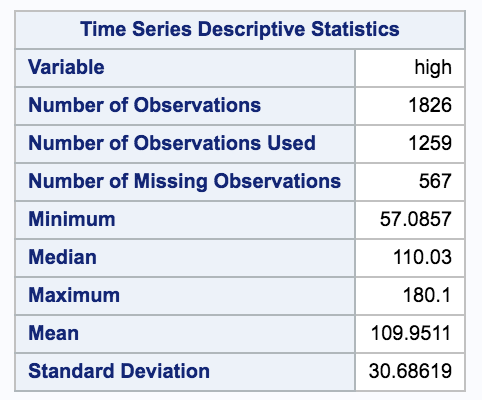 Time Series Descriptive Statistics
Variable high
Number of Observations 1826
Number of Observations Used 1259
Number of Missing Observations 567
Minimum 57.0857
Median 110.03
Maximum 180.1
Mean 109.9511
Standard Deviation 30.68619